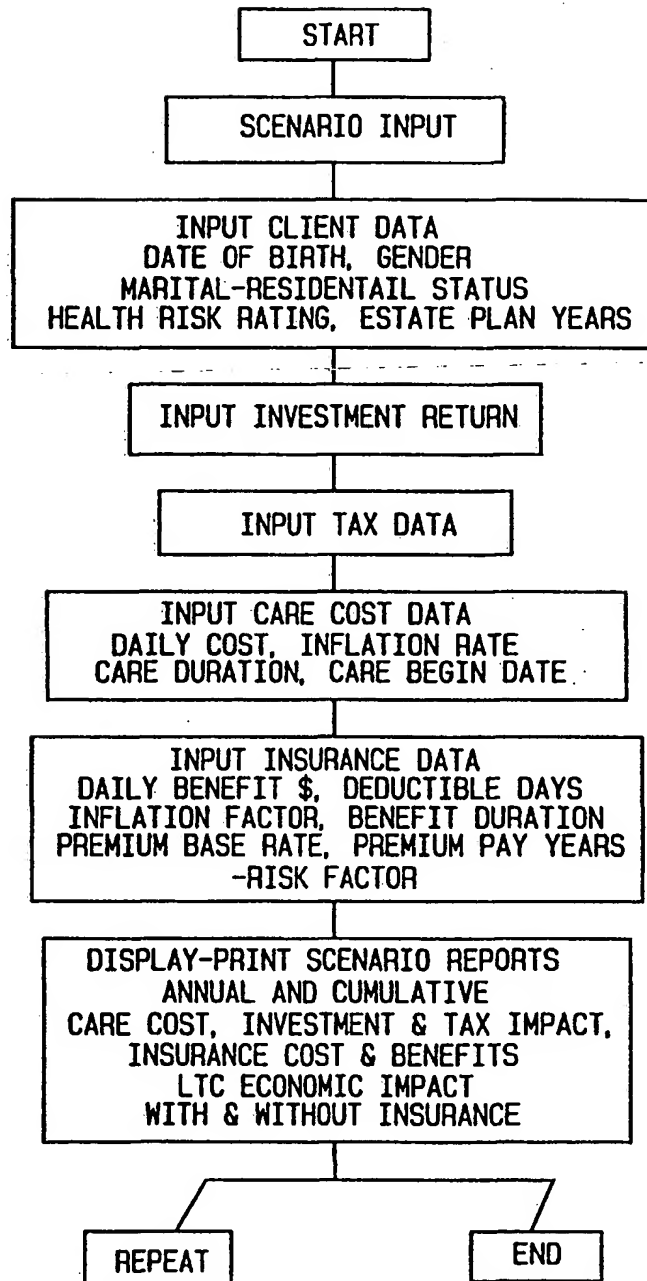 START
SCENARIO INPUT
INPUT CLIENT DATA
DATE OF BIRTH, GENDER
MARITAL-RESIDENTAIL STATUS
HEALTH RISK RATING, ESTATE PLAN YEARS
INPUT INVESTMENT RETURN
INPUT TAX DATA
INPUT CARE COST DATA
DAILY COST, INFLATION RATE
CARE DURATION, CARE BEGIN DATE
INPUT INSURANCE DATA
DAILY BENEFIT $, DEDUCTIBLE DAYS
INFLATION FACTOR, BENEFIT DURATION
PREMIUM BASE RATE, PREMIUM PAY YEARS
-RISK FACTOR
DISPLAY-PRINT SCENARIO REPORTS
ANNUAL AND CUMULATIVE
CARE COST, INVESTMENT & TAX IMPACT,
INSURANCE COST & BENEFITS
LTC ECONOMIC IMPACT
WITH & WITHOUT INSURANCE
REPEAT
END